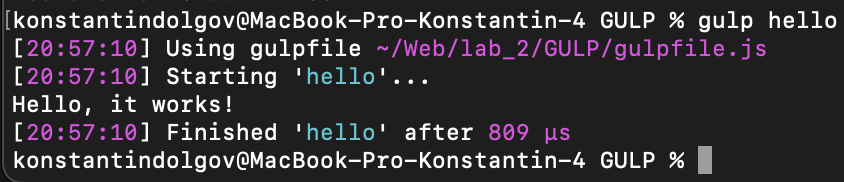 [konstantindolgov@MacBook-Pro-Konstantin-4 GULP % gulp hello
[20:57:10] Using gulpfile ~/Web/lab_2/GULP/gulpfile.js
[20:57:10] Starting 'hello'...
Hello, it works!
[20:57:10] Finished 'hello' after 809 μs
konstantindolgov@MacBook-Pro-Konstantin-4 GULP %